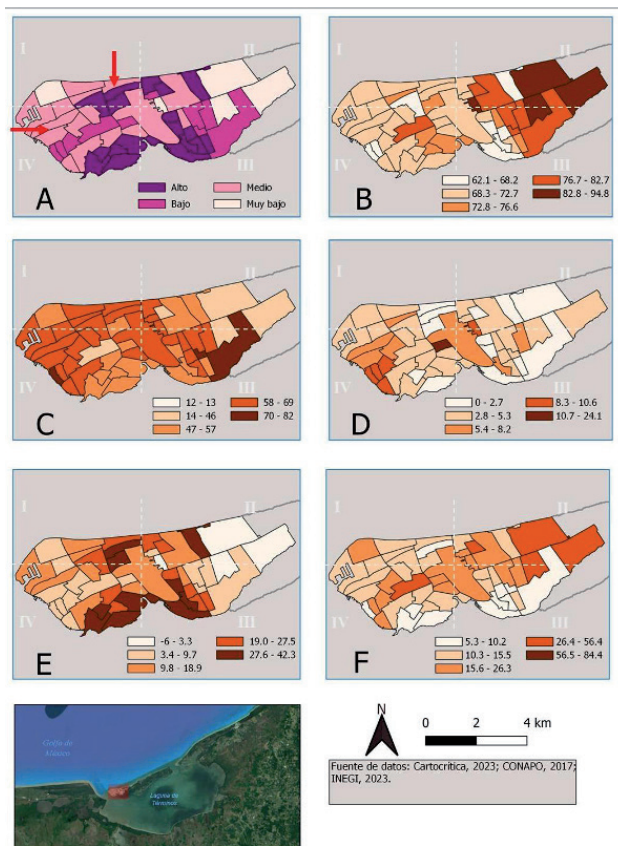 I
II
III
IV
A
Alto
Bajo
Medio
Muy bajo
I
II
III
IV
B
62.1 - 68.2
68.3 - 72.7
72.8 - 76.6
76.7 - 82.7
82.8 - 94.8
I
II
III
IV
C
12 - 13
14 - 46
47 - 57
58 - 69
70 - 82
I
II
III
IV
D
0 - 2.7
2.8 - 5.3
5.4 - 8.2
8.3 - 10.6
10.7 - 24.1
I
II
III
IV
E
-6 - 3.3
3.4 - 9.7
9.8 - 18.9
19.0 - 27.5
27.6 - 42.3
I
II
III
IV
F
5.3 - 10.2
10.3 - 15.5
15.6 - 26.3
26.4 - 56.4
56.5 - 84.4
Golfo de
México
Laguna de
Términos
N
0 2 4 km
Fuente de datos: Cartocrítica, 2023; CONAPO, 2017;
INEGI, 2023.